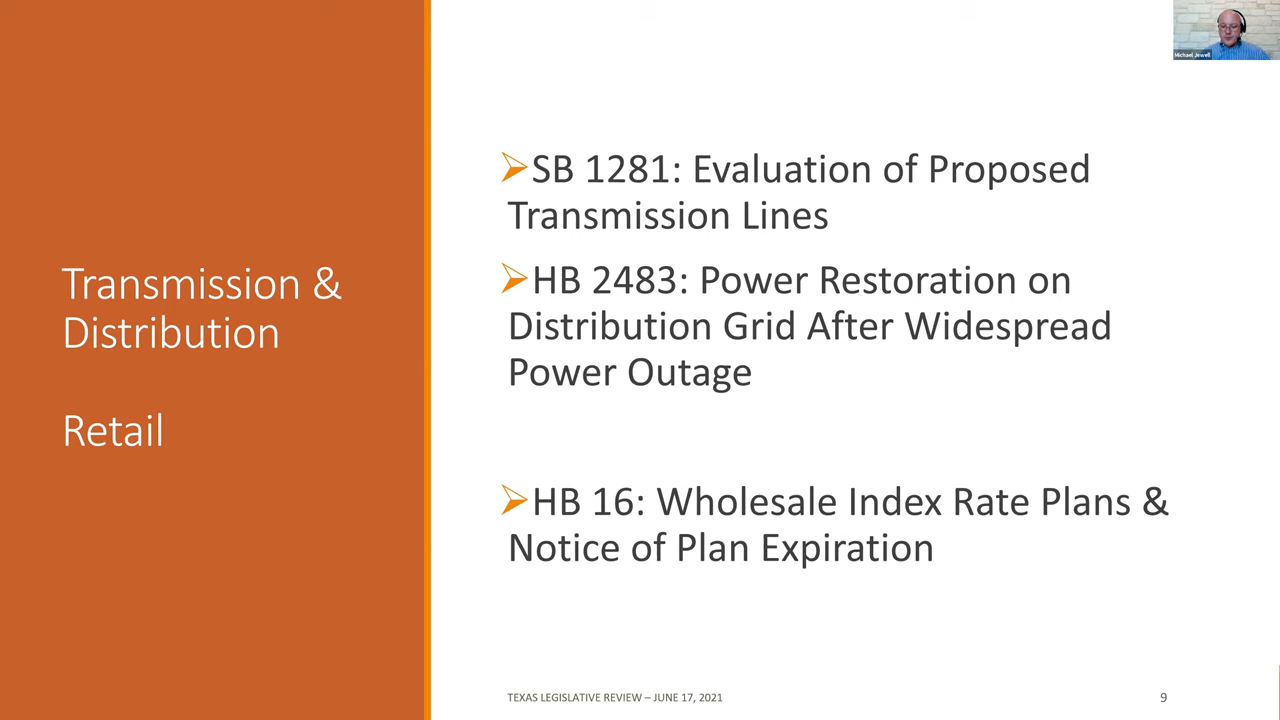 Michael Jewell
Transmission &
Distribution
Retail
➢SB 1281: Evaluation of Proposed
Transmission Lines
➢HB 2483: Power Restoration on
Distribution Grid After Widespread
Power Outage
➢HB 16: Wholesale Index Rate Plans &
Notice of Plan Expiration
TEXAS LEGISLATIVE REVIEW – JUNE 17, 2021
9